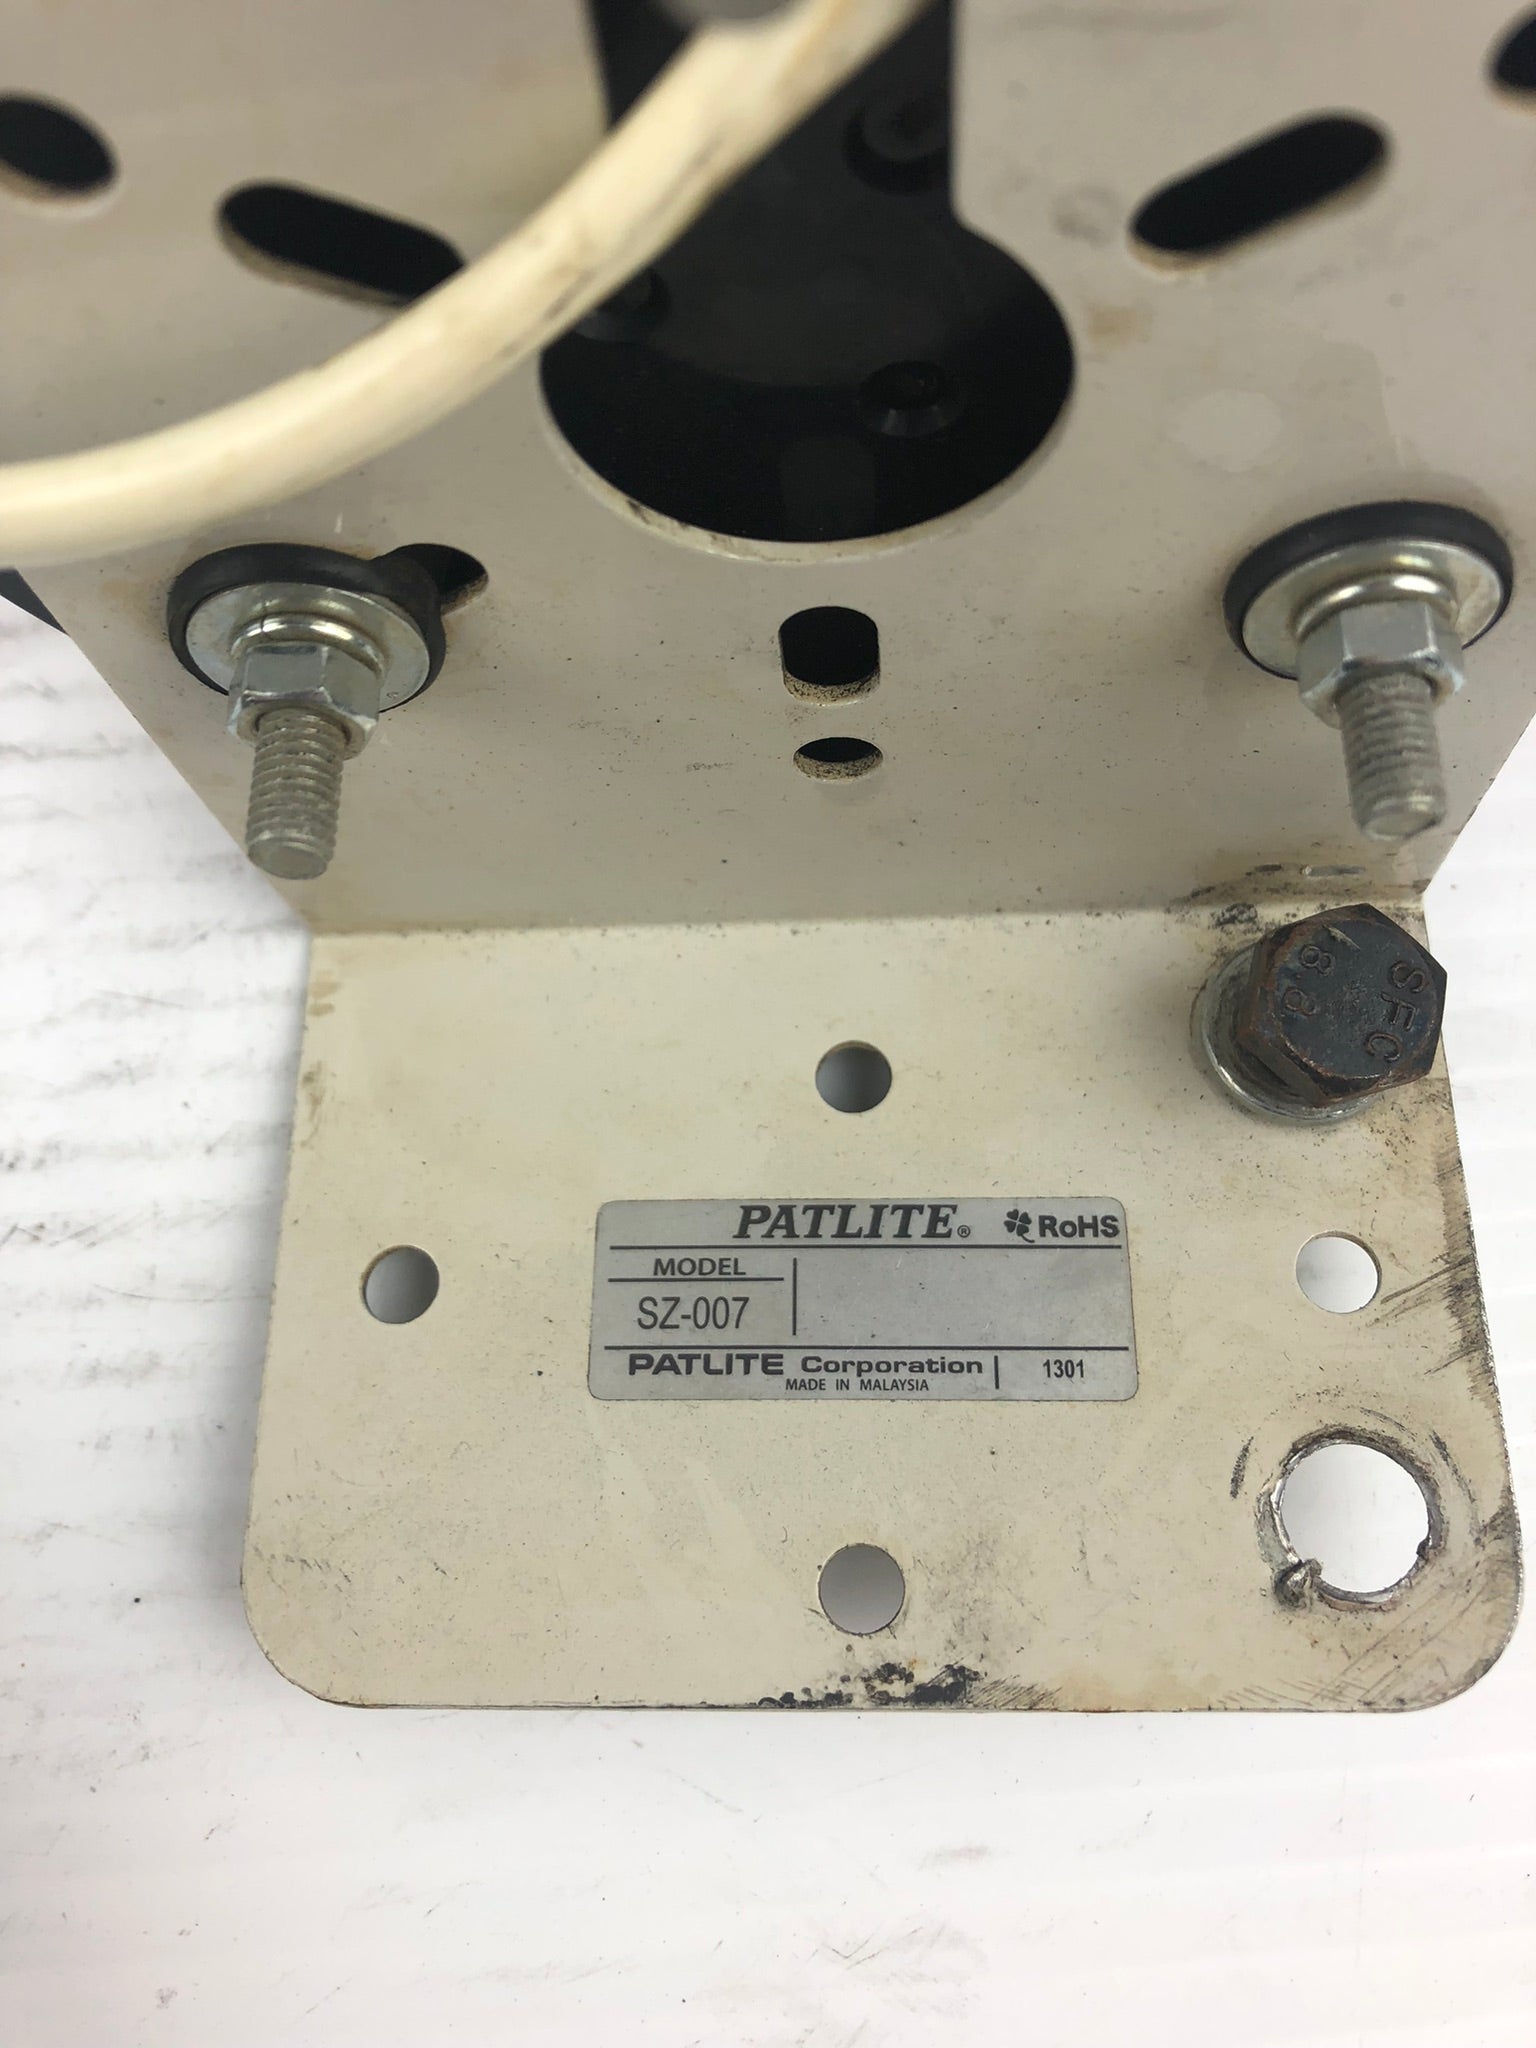 SFC
8 8
PATLITE® RoHS
MODEL
SZ-007
PATLITE Corporation 1301
MADE IN MALAYSIA